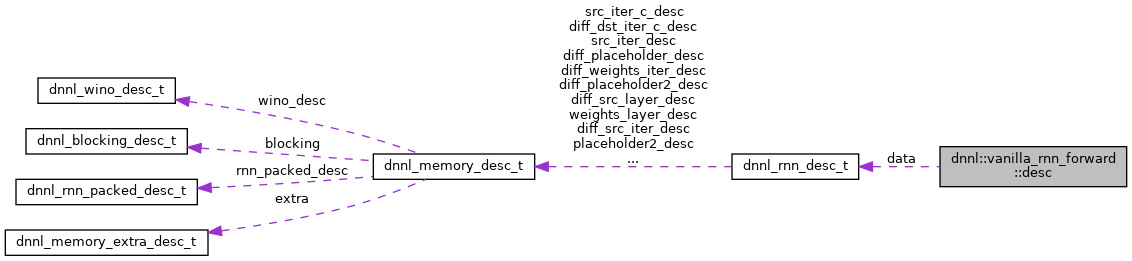 src_iter_c_desc
diff_dst_iter_c_desc
src_iter_desc
diff_placeholder_desc
diff_weights_iter_desc
diff_placeholder2_desc
diff_src_layer_desc
weights_layer_desc
diff_src_iter_desc
placeholder2_desc
...
dnnl_wino_desc_t
wino_desc
dnnl_blocking_desc_t
blocking
dnnl_rnn_packed_desc_t
rnn_packed_desc
dnnl_memory_extra_desc_t
extra
dnnl_memory_desc_t
dnnl_rnn_desc_t
data
dnnl::vanilla_rnn_forward
::desc